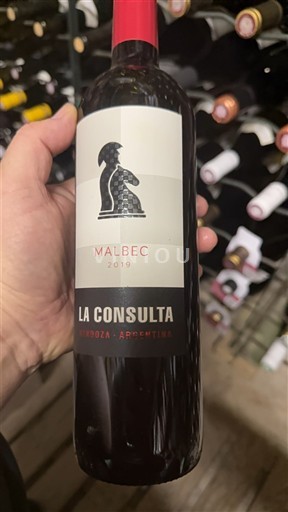 MALBEC
2019
LA CONSULTA
MENDOZA - ARGENTINA